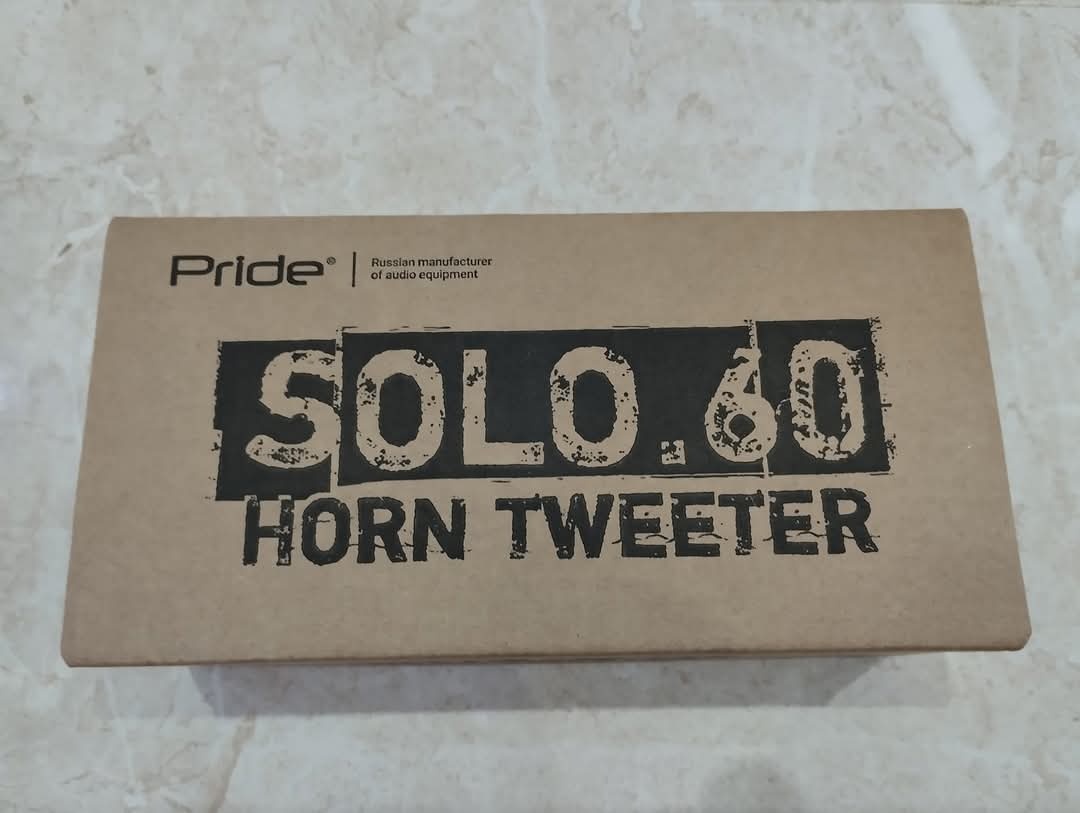 Pride® | Russian manufacturer
of audio equipment
SOLO.60
HORN TWEETER